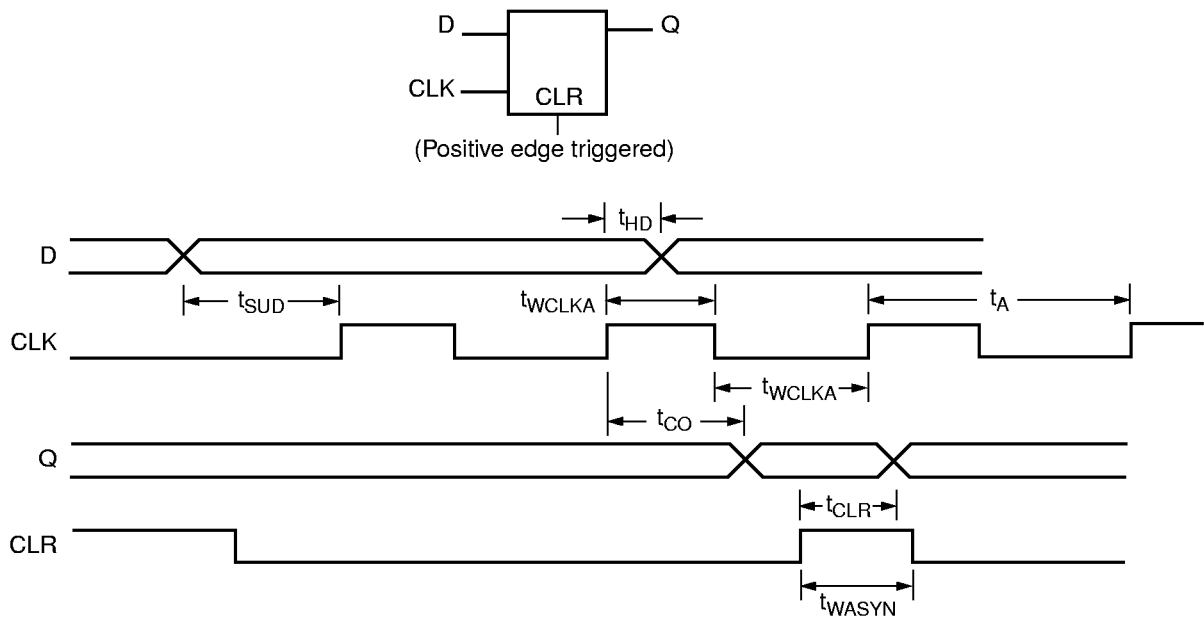 D
Q
CLK
CLR
(Positive edge triggered)
tHD
D
tSUD
tWCLKA
tA
CLK
tWCLKA
tCO
Q
tCLR
CLR
tWASYN